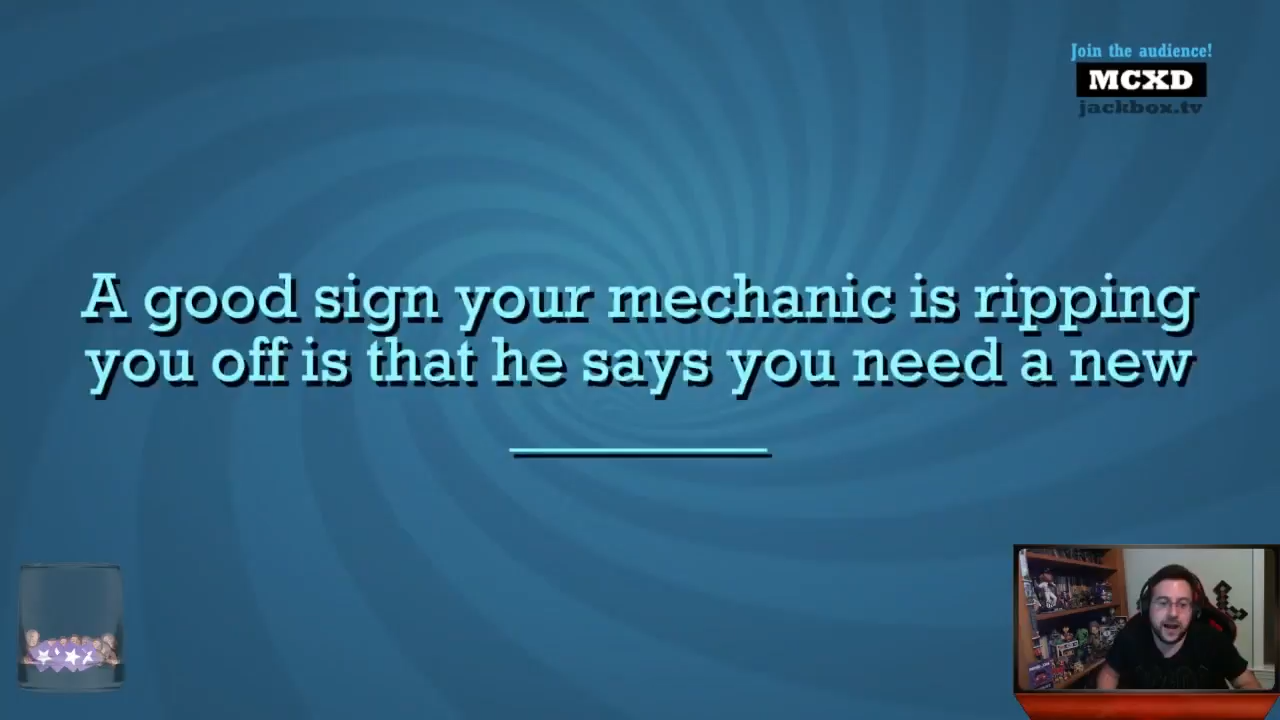 Join the audience!
MCXD
jackbox.tv
A good sign your mechanic is ripping
you off is that he says you need a new